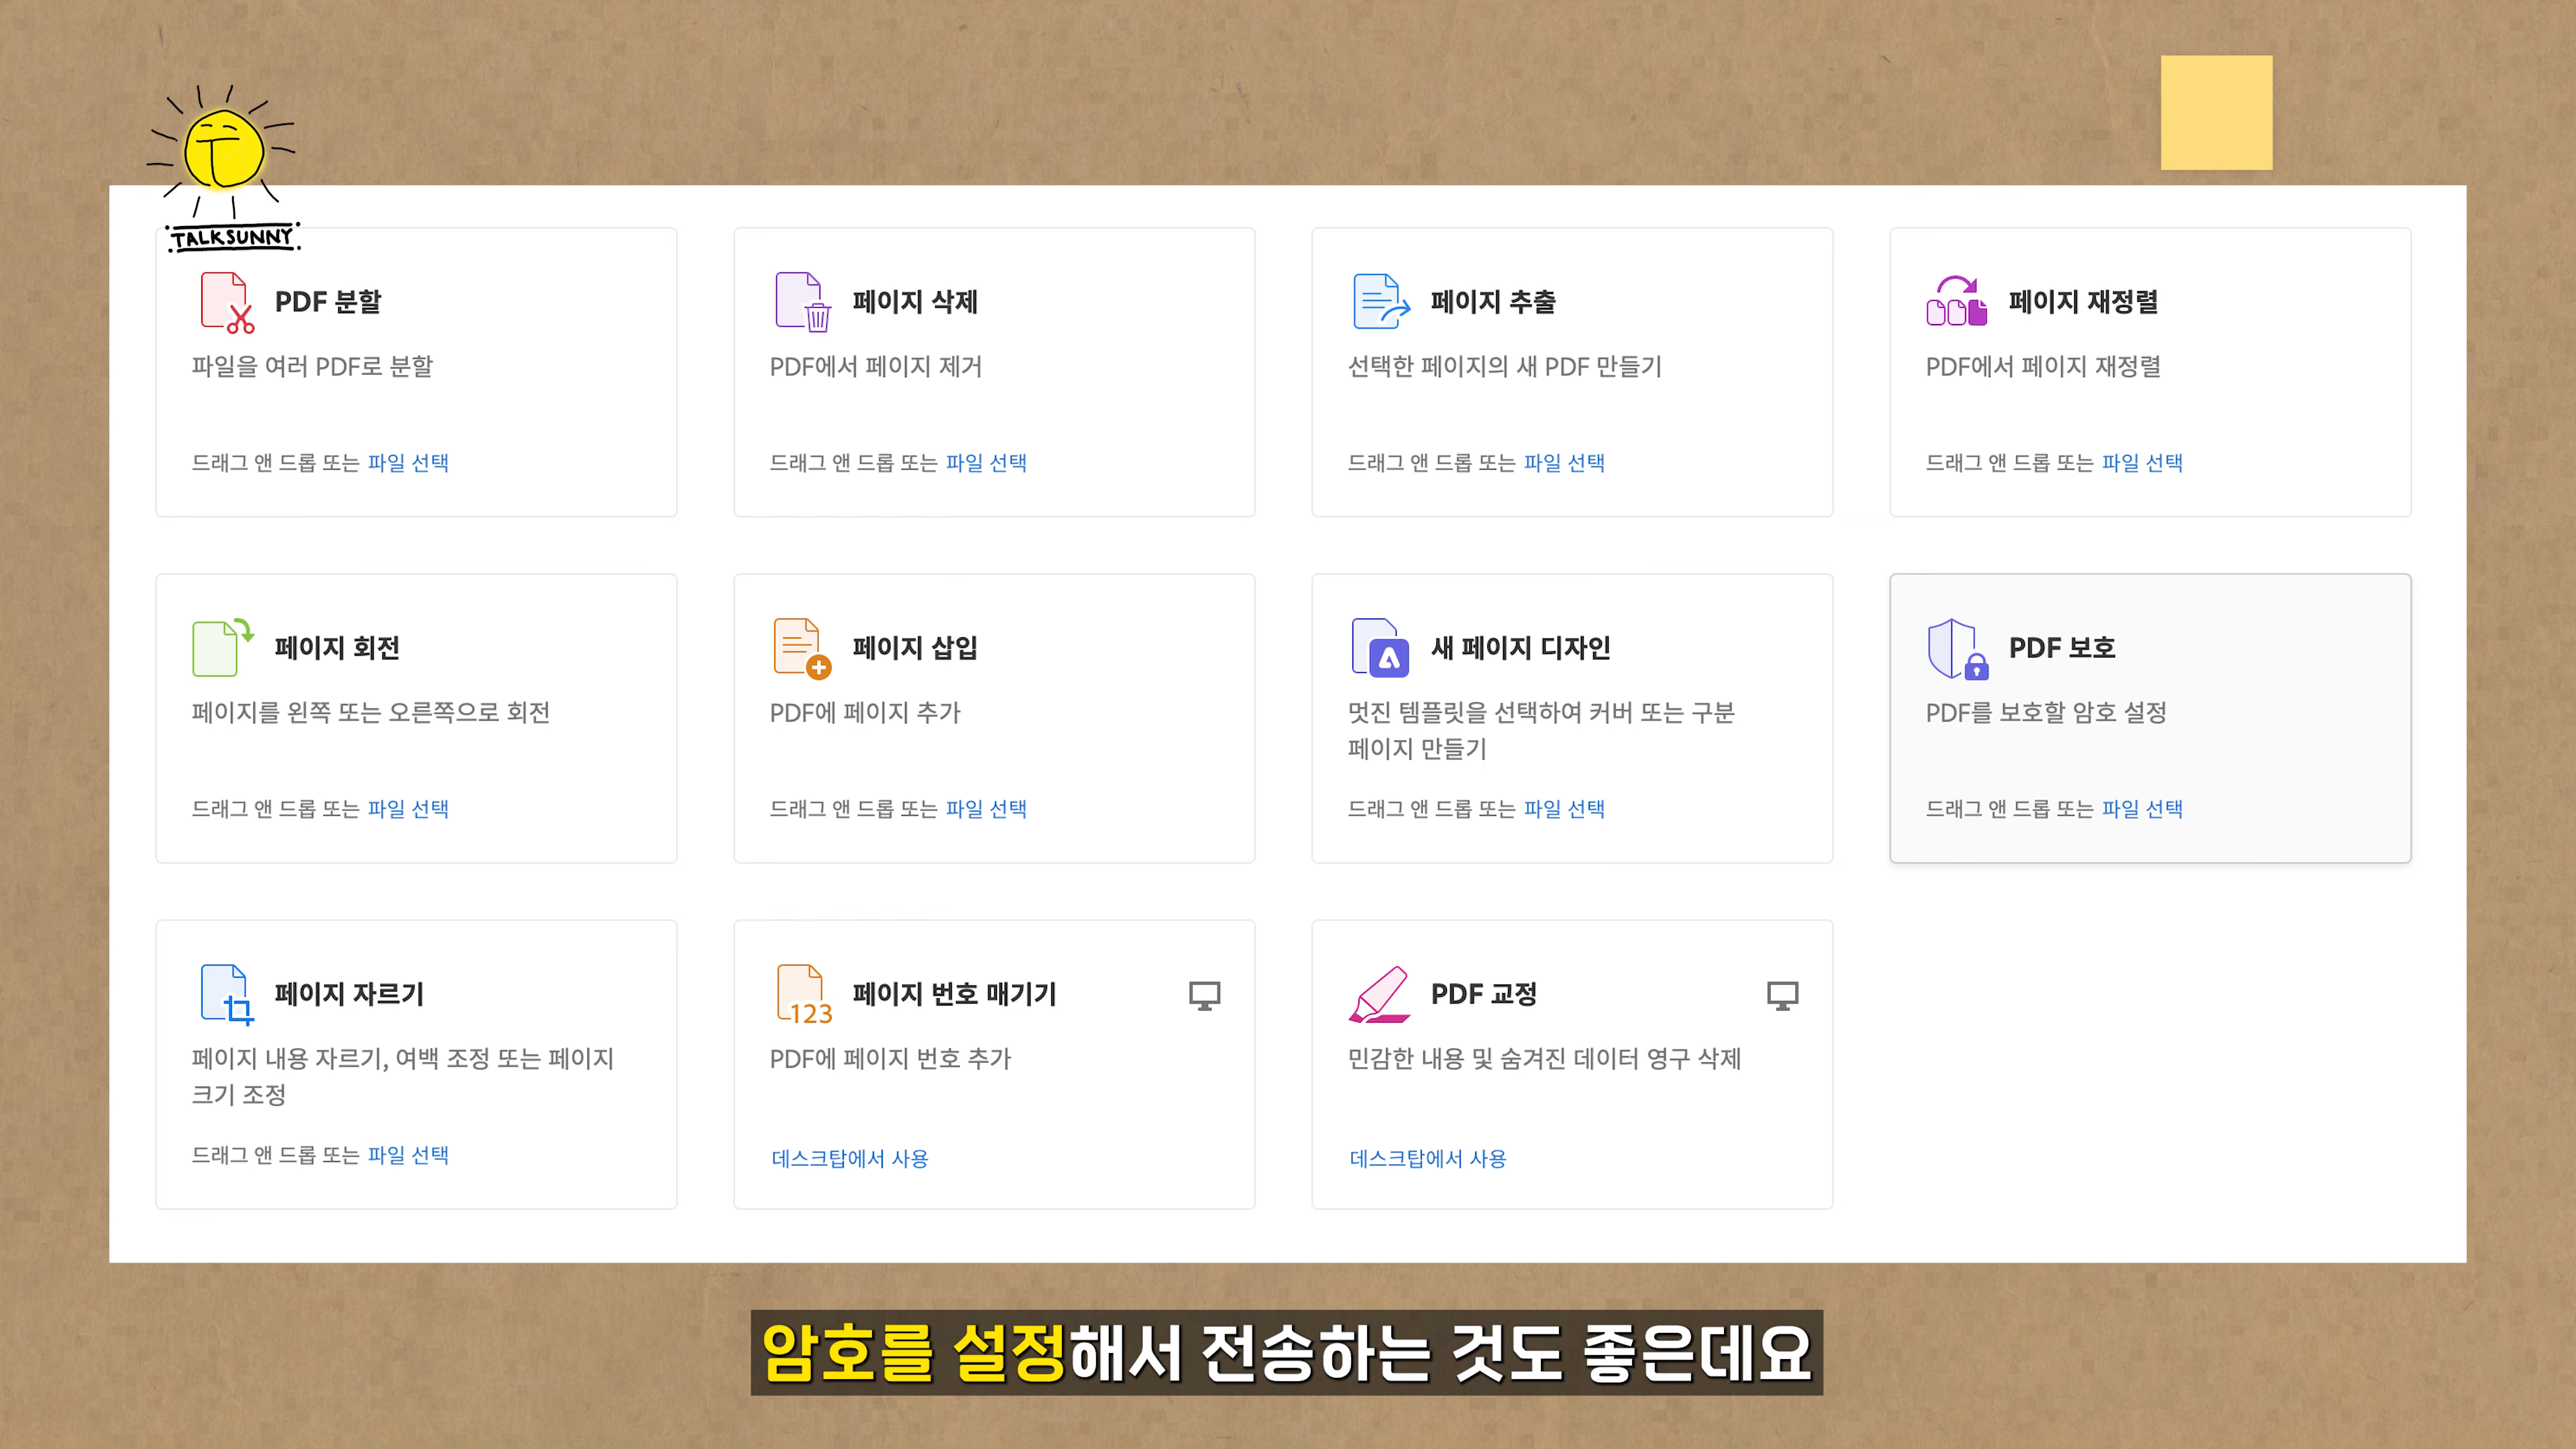 T
TALKSUNNY
PDF 분할
파일을 여러 PDF로 분할
드래그 앤 드롭 또는 파일 선택
페이지 삭제
PDF에서 페이지 제거
드래그 앤 드롭 또는 파일 선택
페이지 추출
선택한 페이지의 새 PDF 만들기
드래그 앤 드롭 또는 파일 선택
페이지 재정렬
PDF에서 페이지 재정렬
드래그 앤 드롭 또는 파일 선택
페이지 회전
페이지를 왼쪽 또는 오른쪽으로 회전
드래그 앤 드롭 또는 파일 선택
페이지 삽입
PDF에 페이지 추가
드래그 앤 드롭 또는 파일 선택
새 페이지 디자인
멋진 템플릿을 선택하여 커버 또는 구분
페이지 만들기
드래그 앤 드롭 또는 파일 선택
PDF 보호
PDF를 보호할 암호 설정
드래그 앤 드롭 또는 파일 선택
페이지 자르기
페이지 내용 자르기, 여백 조정 또는 페이지
크기 조정
드래그 앤 드롭 또는 파일 선택
123
페이지 번호 매기기
PDF에 페이지 번호 추가
데스크탑에서 사용
PDF 교정
민감한 내용 및 숨겨진 데이터 영구 삭제
데스크탑에서 사용
암호를 설정해서 전송하는 것도 좋은데요